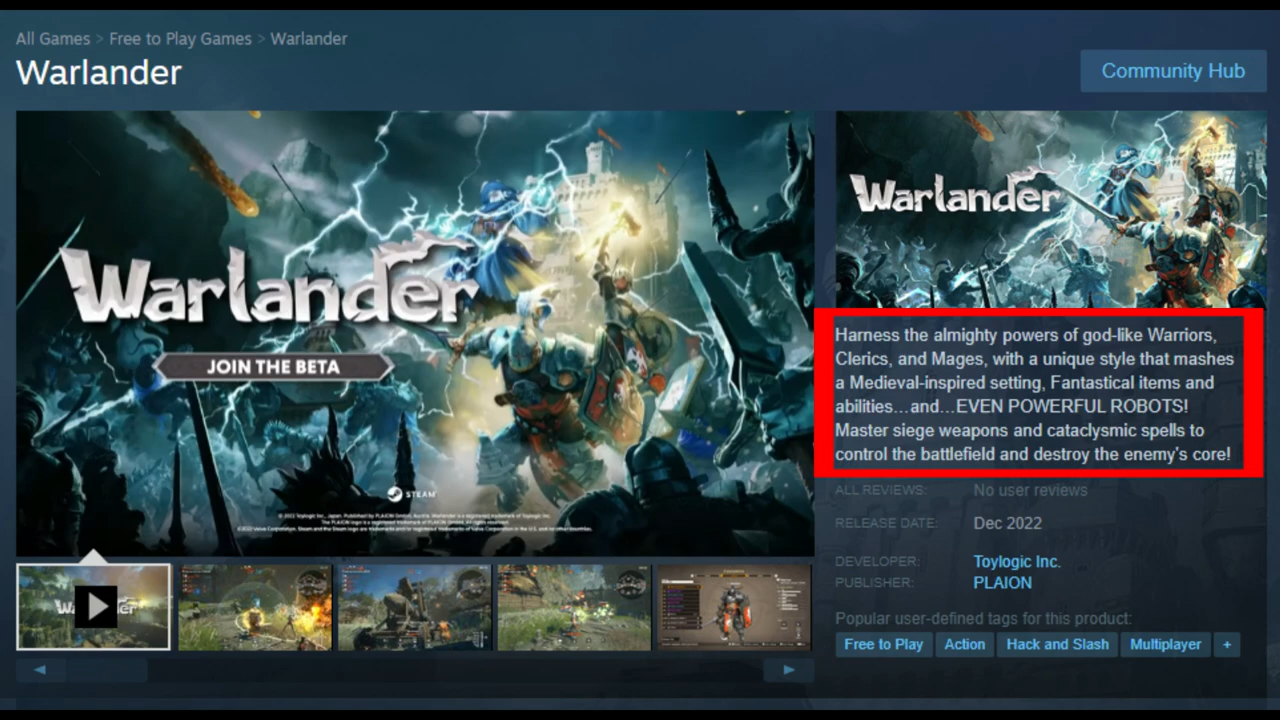 All Games > Free to Play Games > Warlander
Warlander
Community Hub
Warlander
JOIN THE BETA
STEAM
Warlander
Harness the almighty powers of god-like Warriors,
Clerics, and Mages, with a unique style that mashes
a Medieval-inspired setting, Fantastical items and
abilities...and...EVEN POWERFUL ROBOTS!
Master siege weapons and cataclysmic spells to
control the battlefield and destroy the enemy's core!
ALL REVIEWS: No user reviews
RELEASE DATE: Dec 2022
DEVELOPER: Toylogic Inc.
PUBLISHER: PLAION
Popular user-defined tags for this product:
Free to Play Action Hack and Slash Multiplayer +